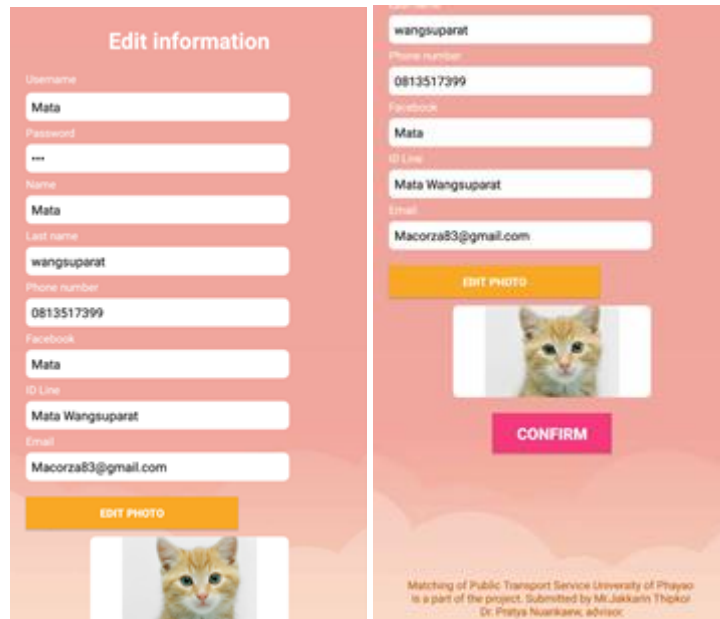 Edit information
Username
Mata
Password
•••
Name
Mata
Last name
wangsuparat
Phone number
0813517399
Facebook
Mata
ID Line
Mata Wangsuparat
Email
Macorza83@gmail.com
EDIT PHOTO
wangsuparat
Phone number
0813517399
Facebook
Mata
ID Line
Mata Wangsuparat
Email
Macorza83@gmail.com
EDIT PHOTO
CONFIRM
Matching of Public Transport Service University of Phayao
is a part of the project. Submitted by Mr.Jakkarin Thipkor
Dr. Pratya Nuankaew, advisor.